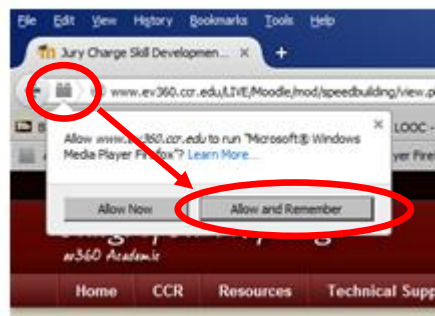 File Edit View History Bookmarks Tools Help
Jury Charge Skill Developmen... × +
www.ev360.ccr.edu/LIVE/Moodle/mod/speedbuilding/view.p
LOOC -
Allow www.ev360.ccr.edu to run "Microsoft® Windows
Media Player Firefox"? Learn More...
×
yer Fire
Allow Now Allow and Remember
ev360 Academic
Home CCR Resources Technical Supp